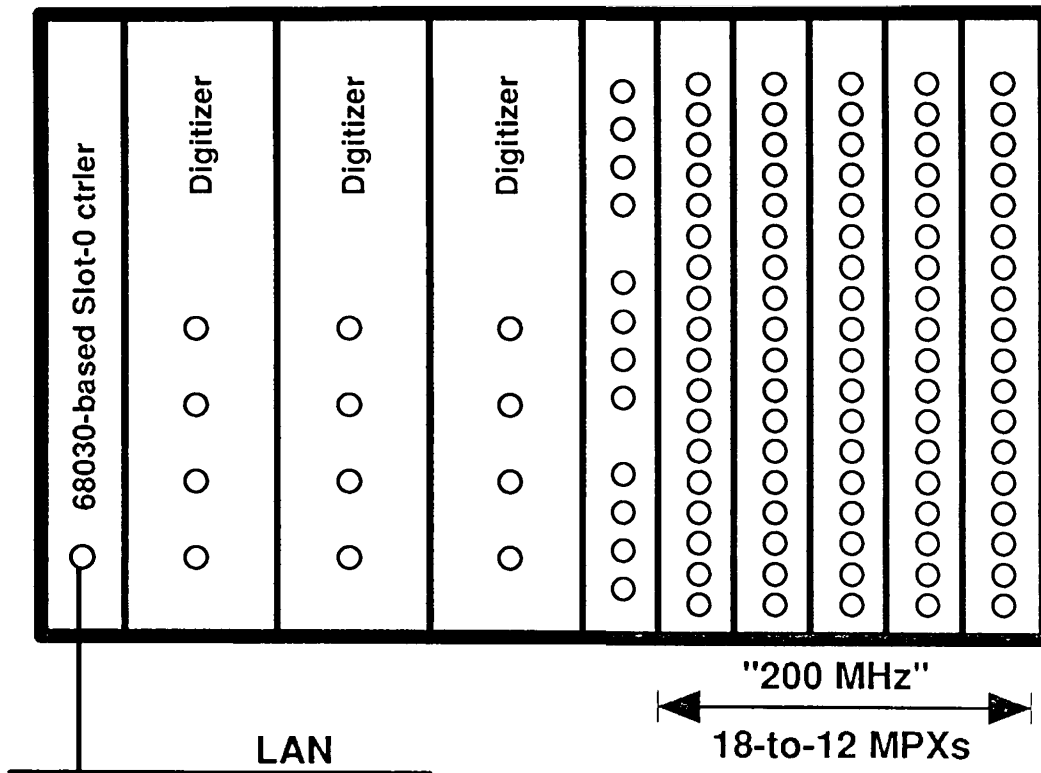 68030-based Slot-0 ctrler
Digitizer
Digitizer
Digitizer
"200 MHz"
18-to-12 MPXs
LAN